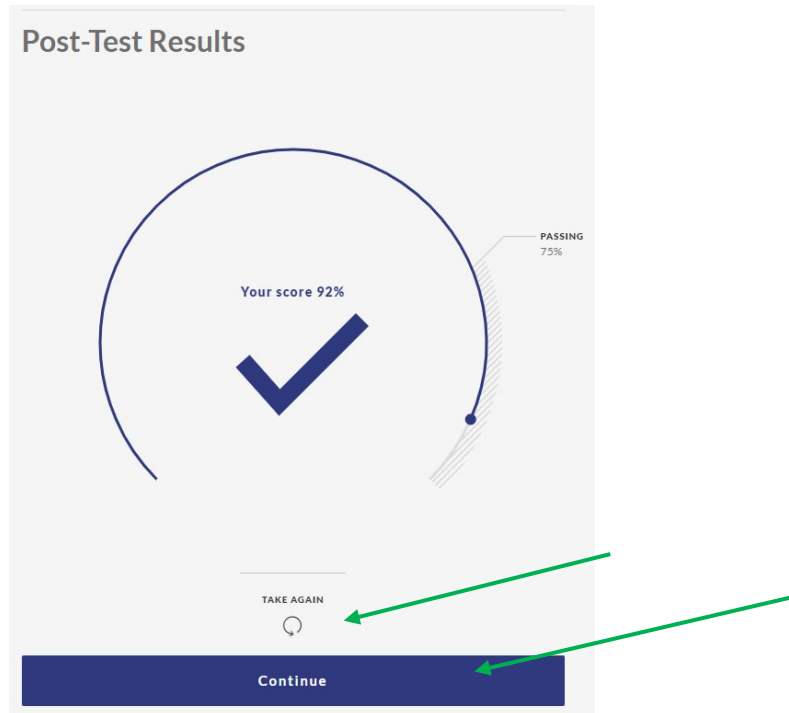 Post-Test Results
PASSING
75%
Your score 92%
TAKE AGAIN
Continue